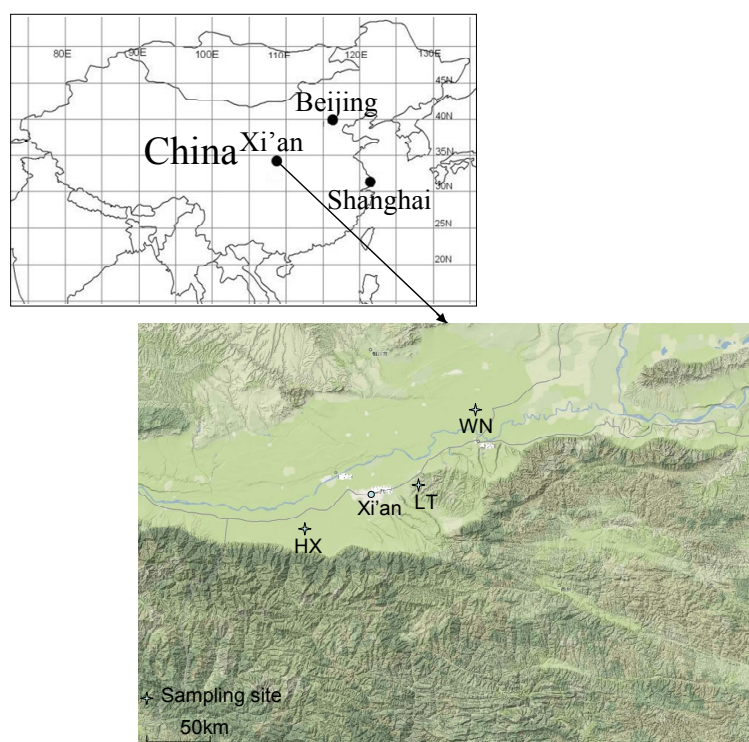 80E 90E 100E 110E 120E 130E
45N
Beijing
40N
China Xi'an
35N
30N
Shanghai
25N
20N
WN
LT
Xi'an
HX
Sampling site
50km